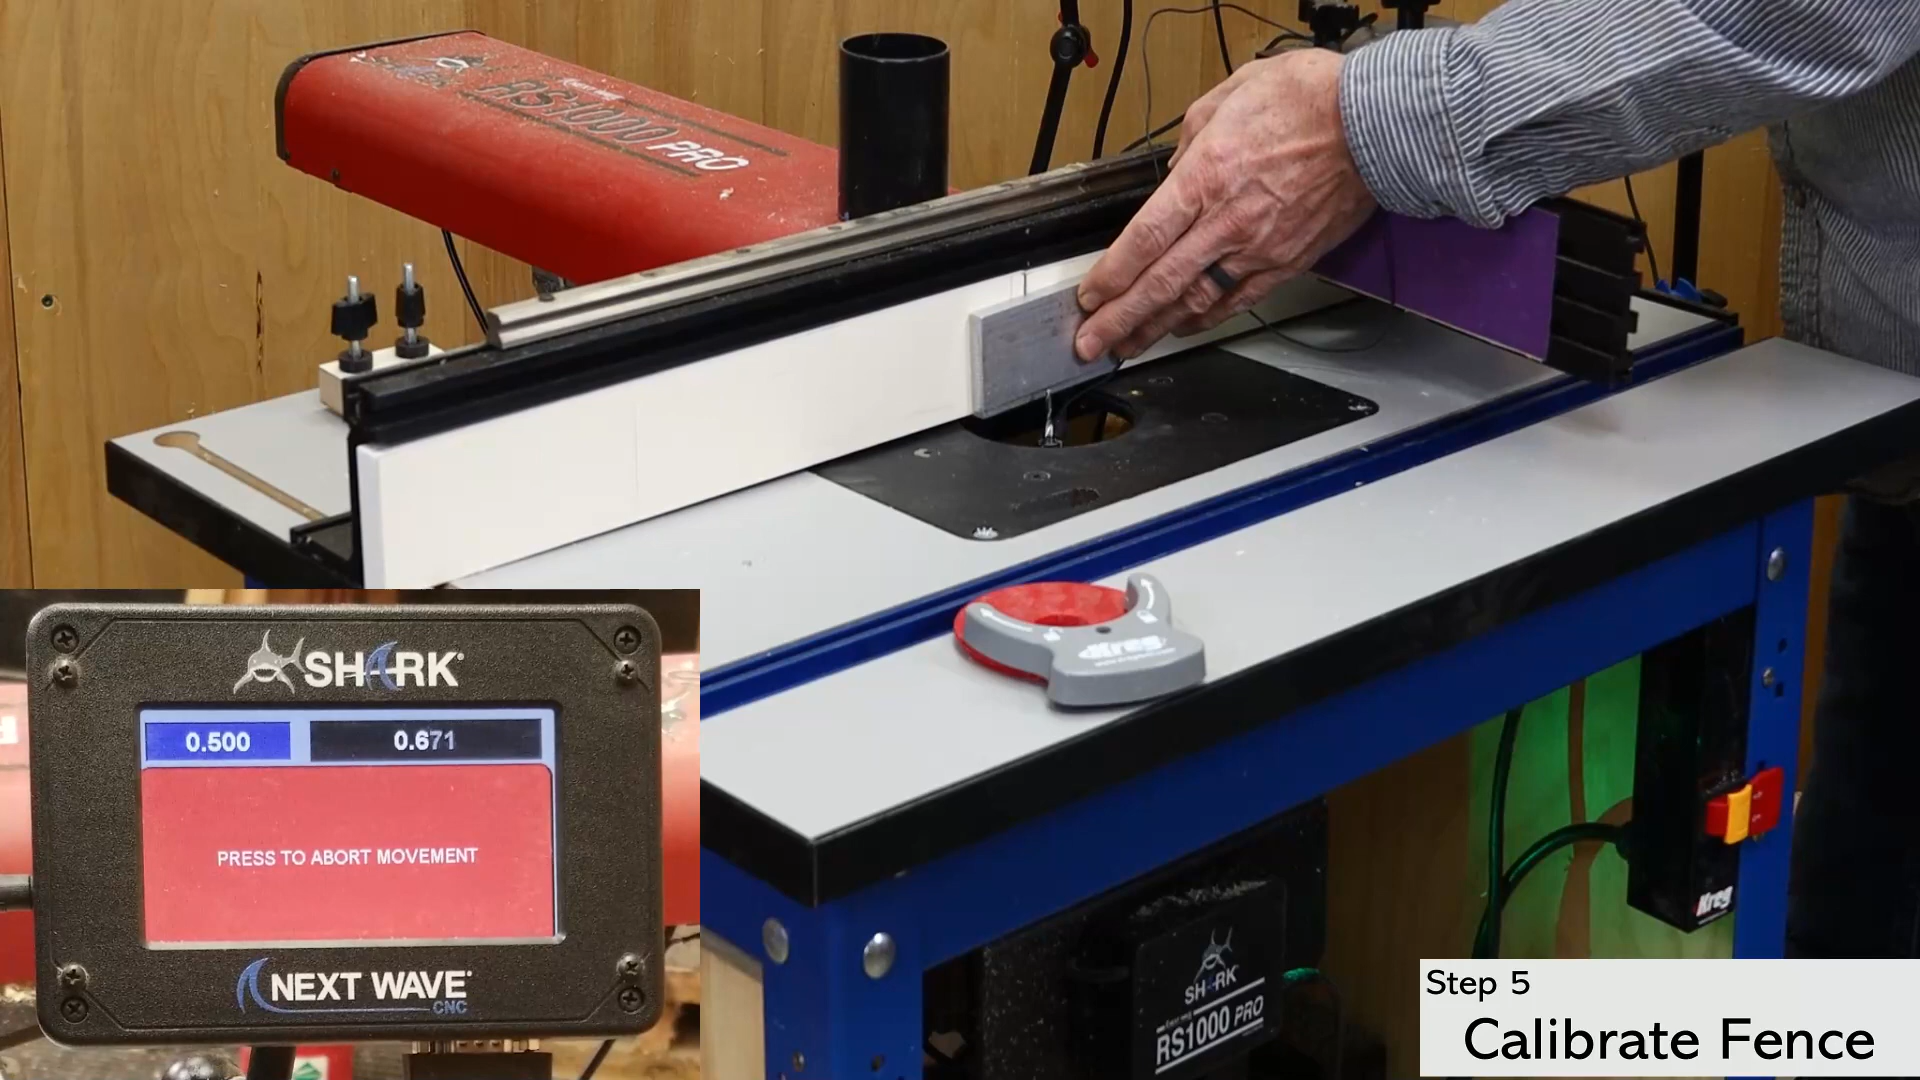 RS1000 PRO
SHARK
0.500
0.671
PRESS TO ABORT MOVEMENT
NEXT WAVE
CNC
Kreg
SHARK
RS1000 PRO
Kreg
Step 5
Calibrate Fence